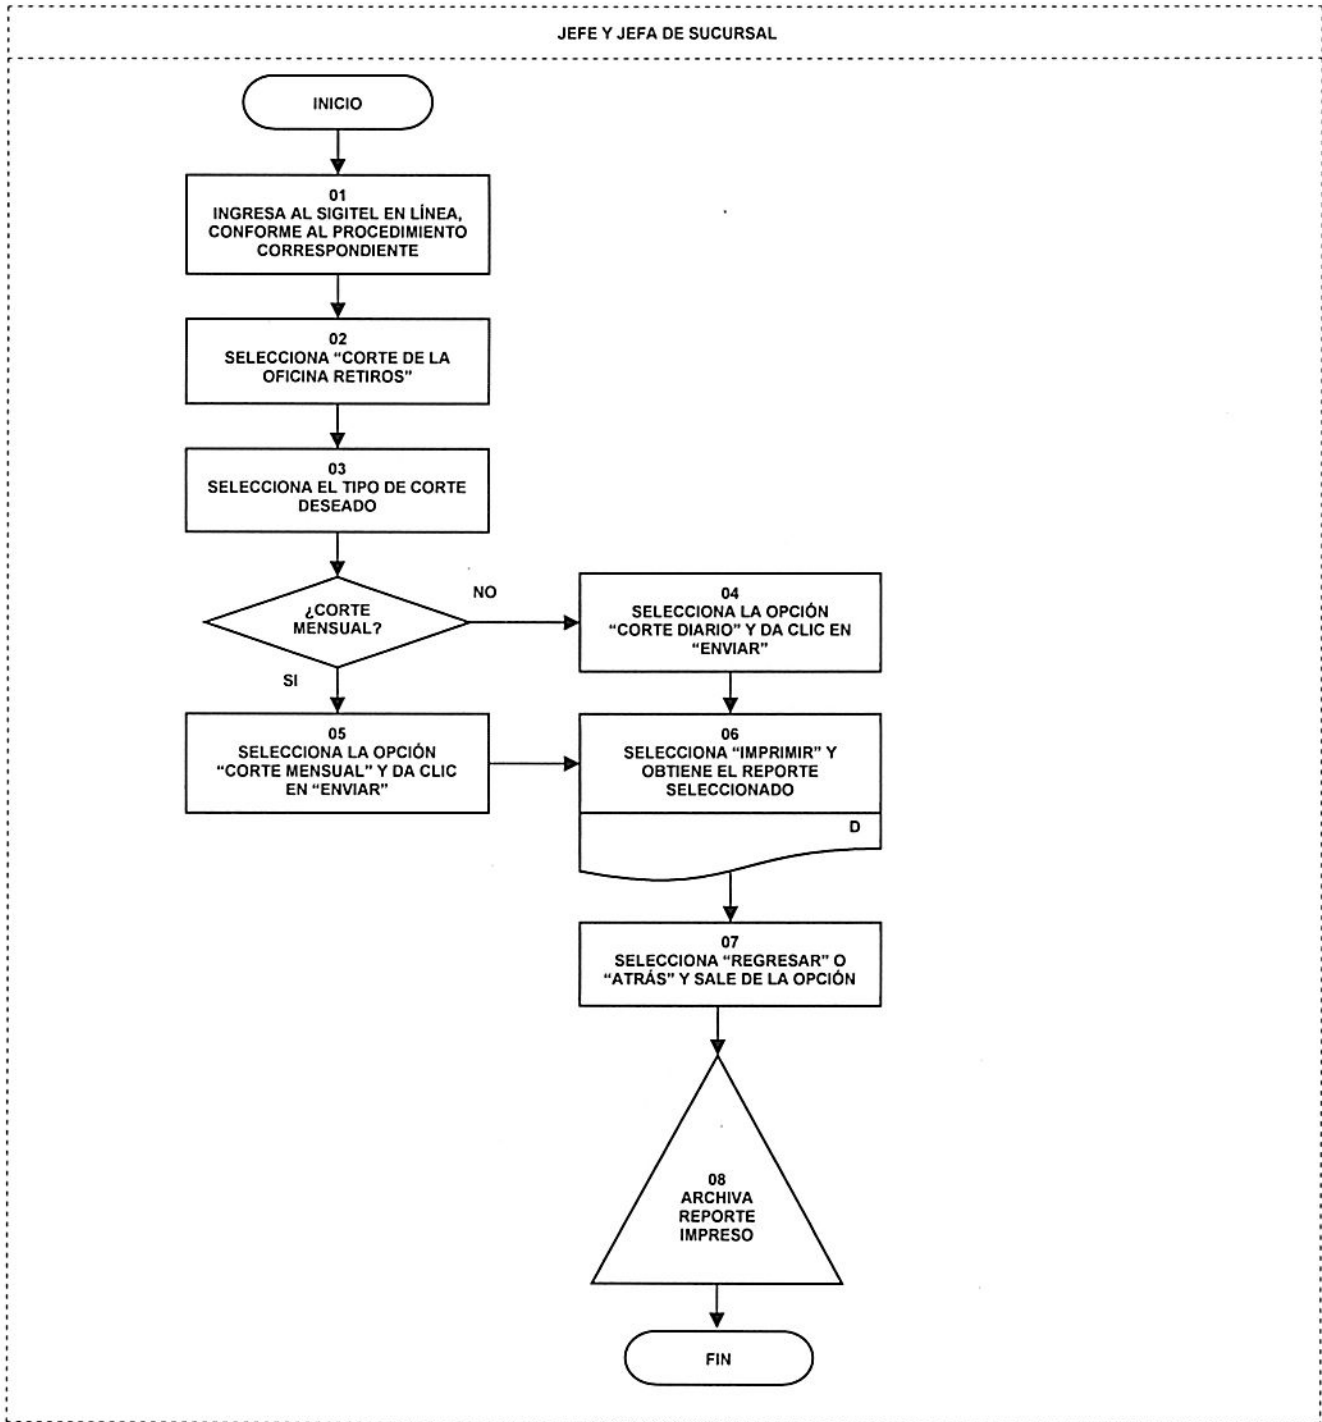 JEFE Y JEFA DE SUCURSAL
INICIO
01
INGRESA AL SIGITEL EN LÍNEA,
CONFORME AL PROCEDIMIENTO
CORRESPONDIENTE
02
SELECCIONA “CORTE DE LA
OFICINA RETIROS”
03
SELECCIONA EL TIPO DE CORTE
DESEADO
¿CORTE
MENSUAL?
NO
04
SELECCIONA LA OPCIÓN
“CORTE DIARIO” Y DA CLIC EN
“ENVIAR”
SI
05
SELECCIONA LA OPCIÓN
“CORTE MENSUAL” Y DA CLIC
EN “ENVIAR”
06
SELECCIONA “IMPRIMIR” Y
OBTIENE EL REPORTE
SELECCIONADO
D
07
SELECCIONA “REGRESAR” O
“ATRÁS” Y SALE DE LA OPCIÓN
08
ARCHIVA
REPORTE
IMPRESO
FIN